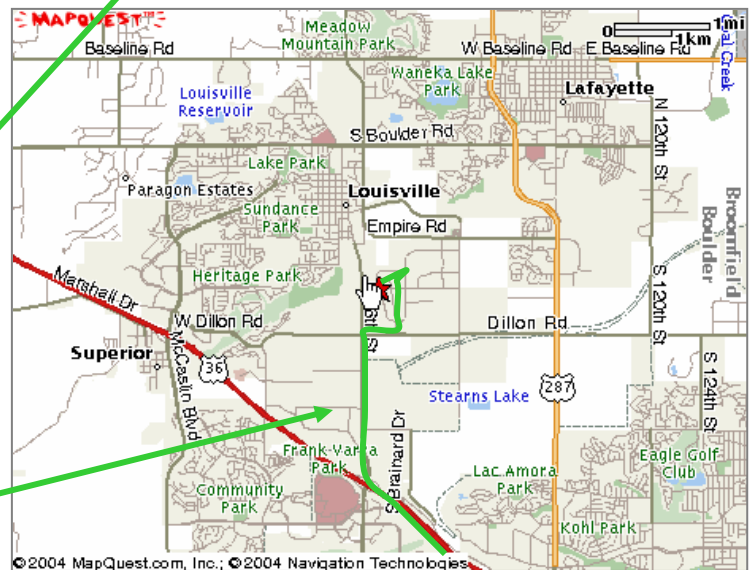 MAPQUEST
0 1mi
1km
Coal Creek
Meadow
Mountain Park
Baseline Rd
W Baseline Rd
E Baseline Rd
Waneka Lake
Park
Lafayette
Louisville
Reservoir
N 120th St
S Boulder Rd
Lake Park
Paragon Estates
Louisville
Sundance
Park
Empire Rd
Broomfield
Boulder
Heritage Park
Marshall Dr
S 120th St
W Dillon Rd
Dillon Rd
Superior
36
S McCaslin Blvd
S 124th St
287
Stearns Lake
S Brainard Dr
Frank Varra
Park
Lac Amora
Park
Eagle Golf
Club
Community
Park
Kohl Park
©2004 MapQuest.com, Inc.; ©2004 Navigation Technologies